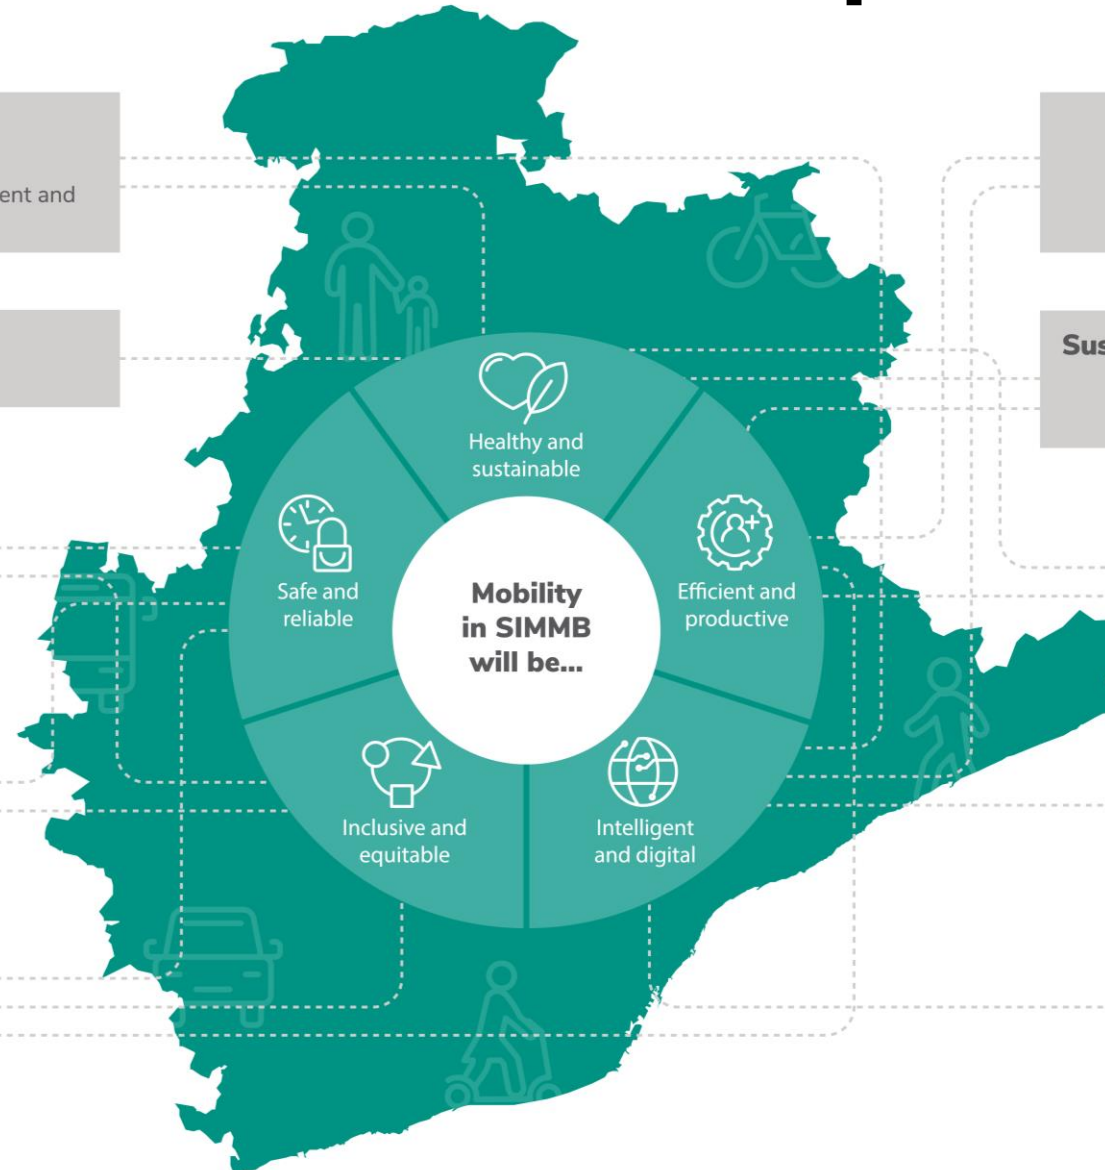 ent and
Sus
Healthy and
sustainable
Safe and
reliable
Mobility
in SIMMB
will be...
Efficient and
productive
Inclusive and
equitable
Intelligent
and digital